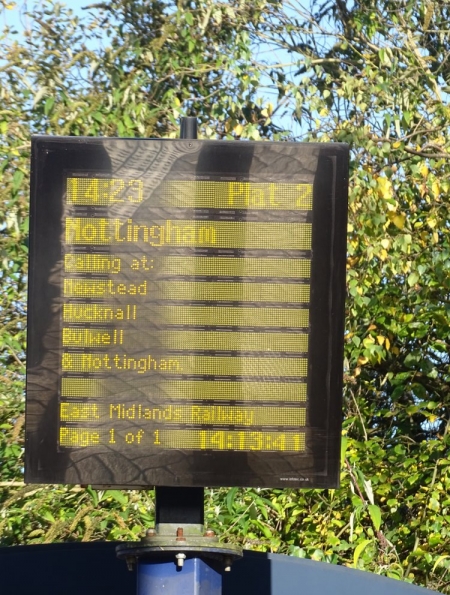 14:23 Plat 2
Nottingham
Calling at:
Newstead
Hucknall
Bulwell
& Nottingham.
East Midlands Railway
Page 1 of 1 14:13:41